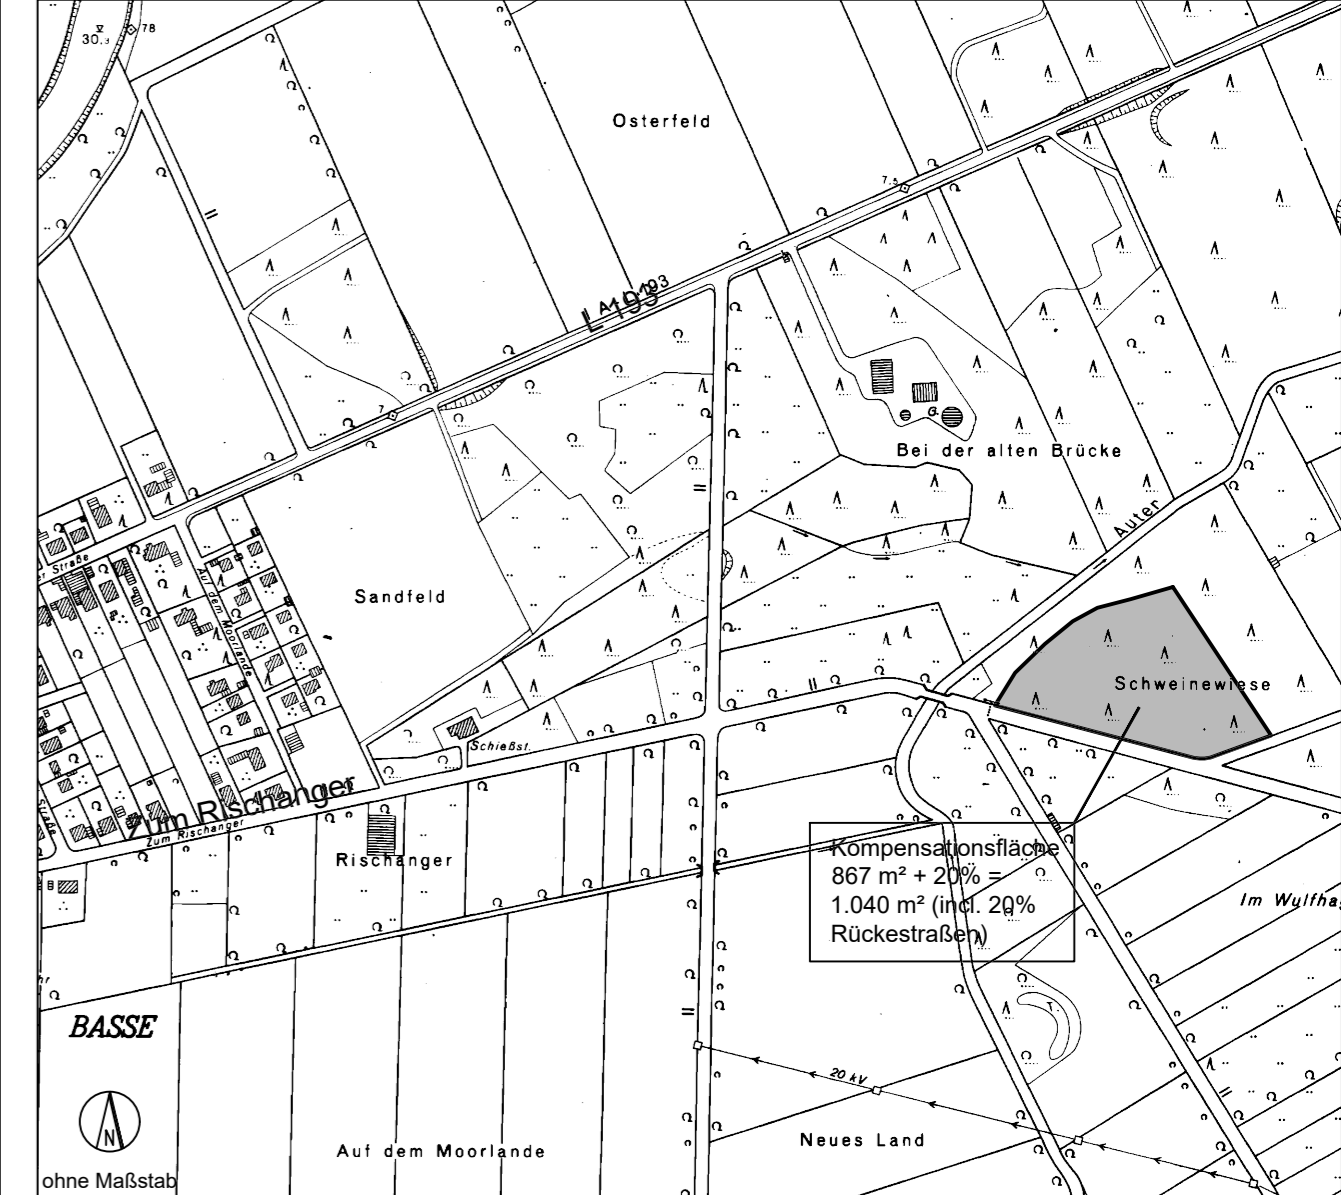 30,3
78
Osterfeld
7.5
L 193
7
G.
Bei der alten Brücke
Auter
Straße
Auf dem Moorlande
Sandfeld
Schweinewiese
Schießst.
Zum Rischanger
Zum Rischanger
Straße
Rischanger
Kompensationsfläche
867 m² + 20% =
1.040 m² (incl. 20%
Rückestraßen)
Im Wulfha
BASSE
T.
20 kV
N
Auf dem Moorlande
Neues Land
ohne Maßstab